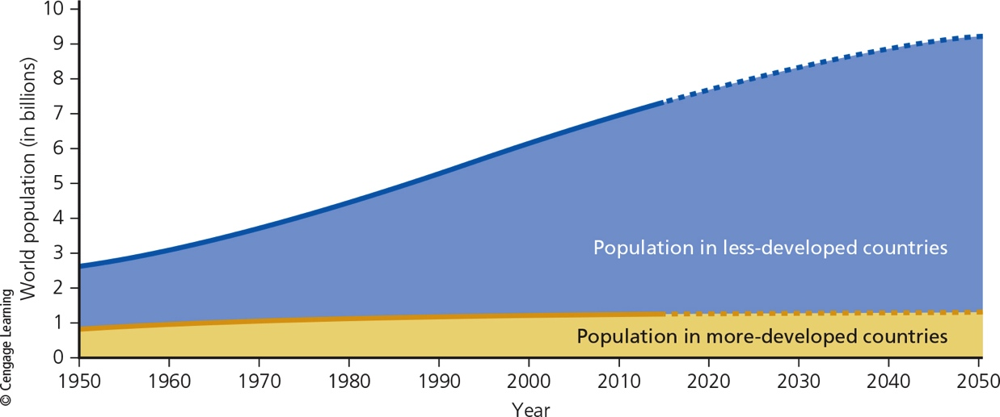 World population (in billions)
10
9
8
7
6
5
4
3
2
1
0
Population in less-developed countries
Population in more-developed countries
1950 1960 1970 1980 1990 2000 2010 2020 2030 2040 2050
Year
© Cengage Learning